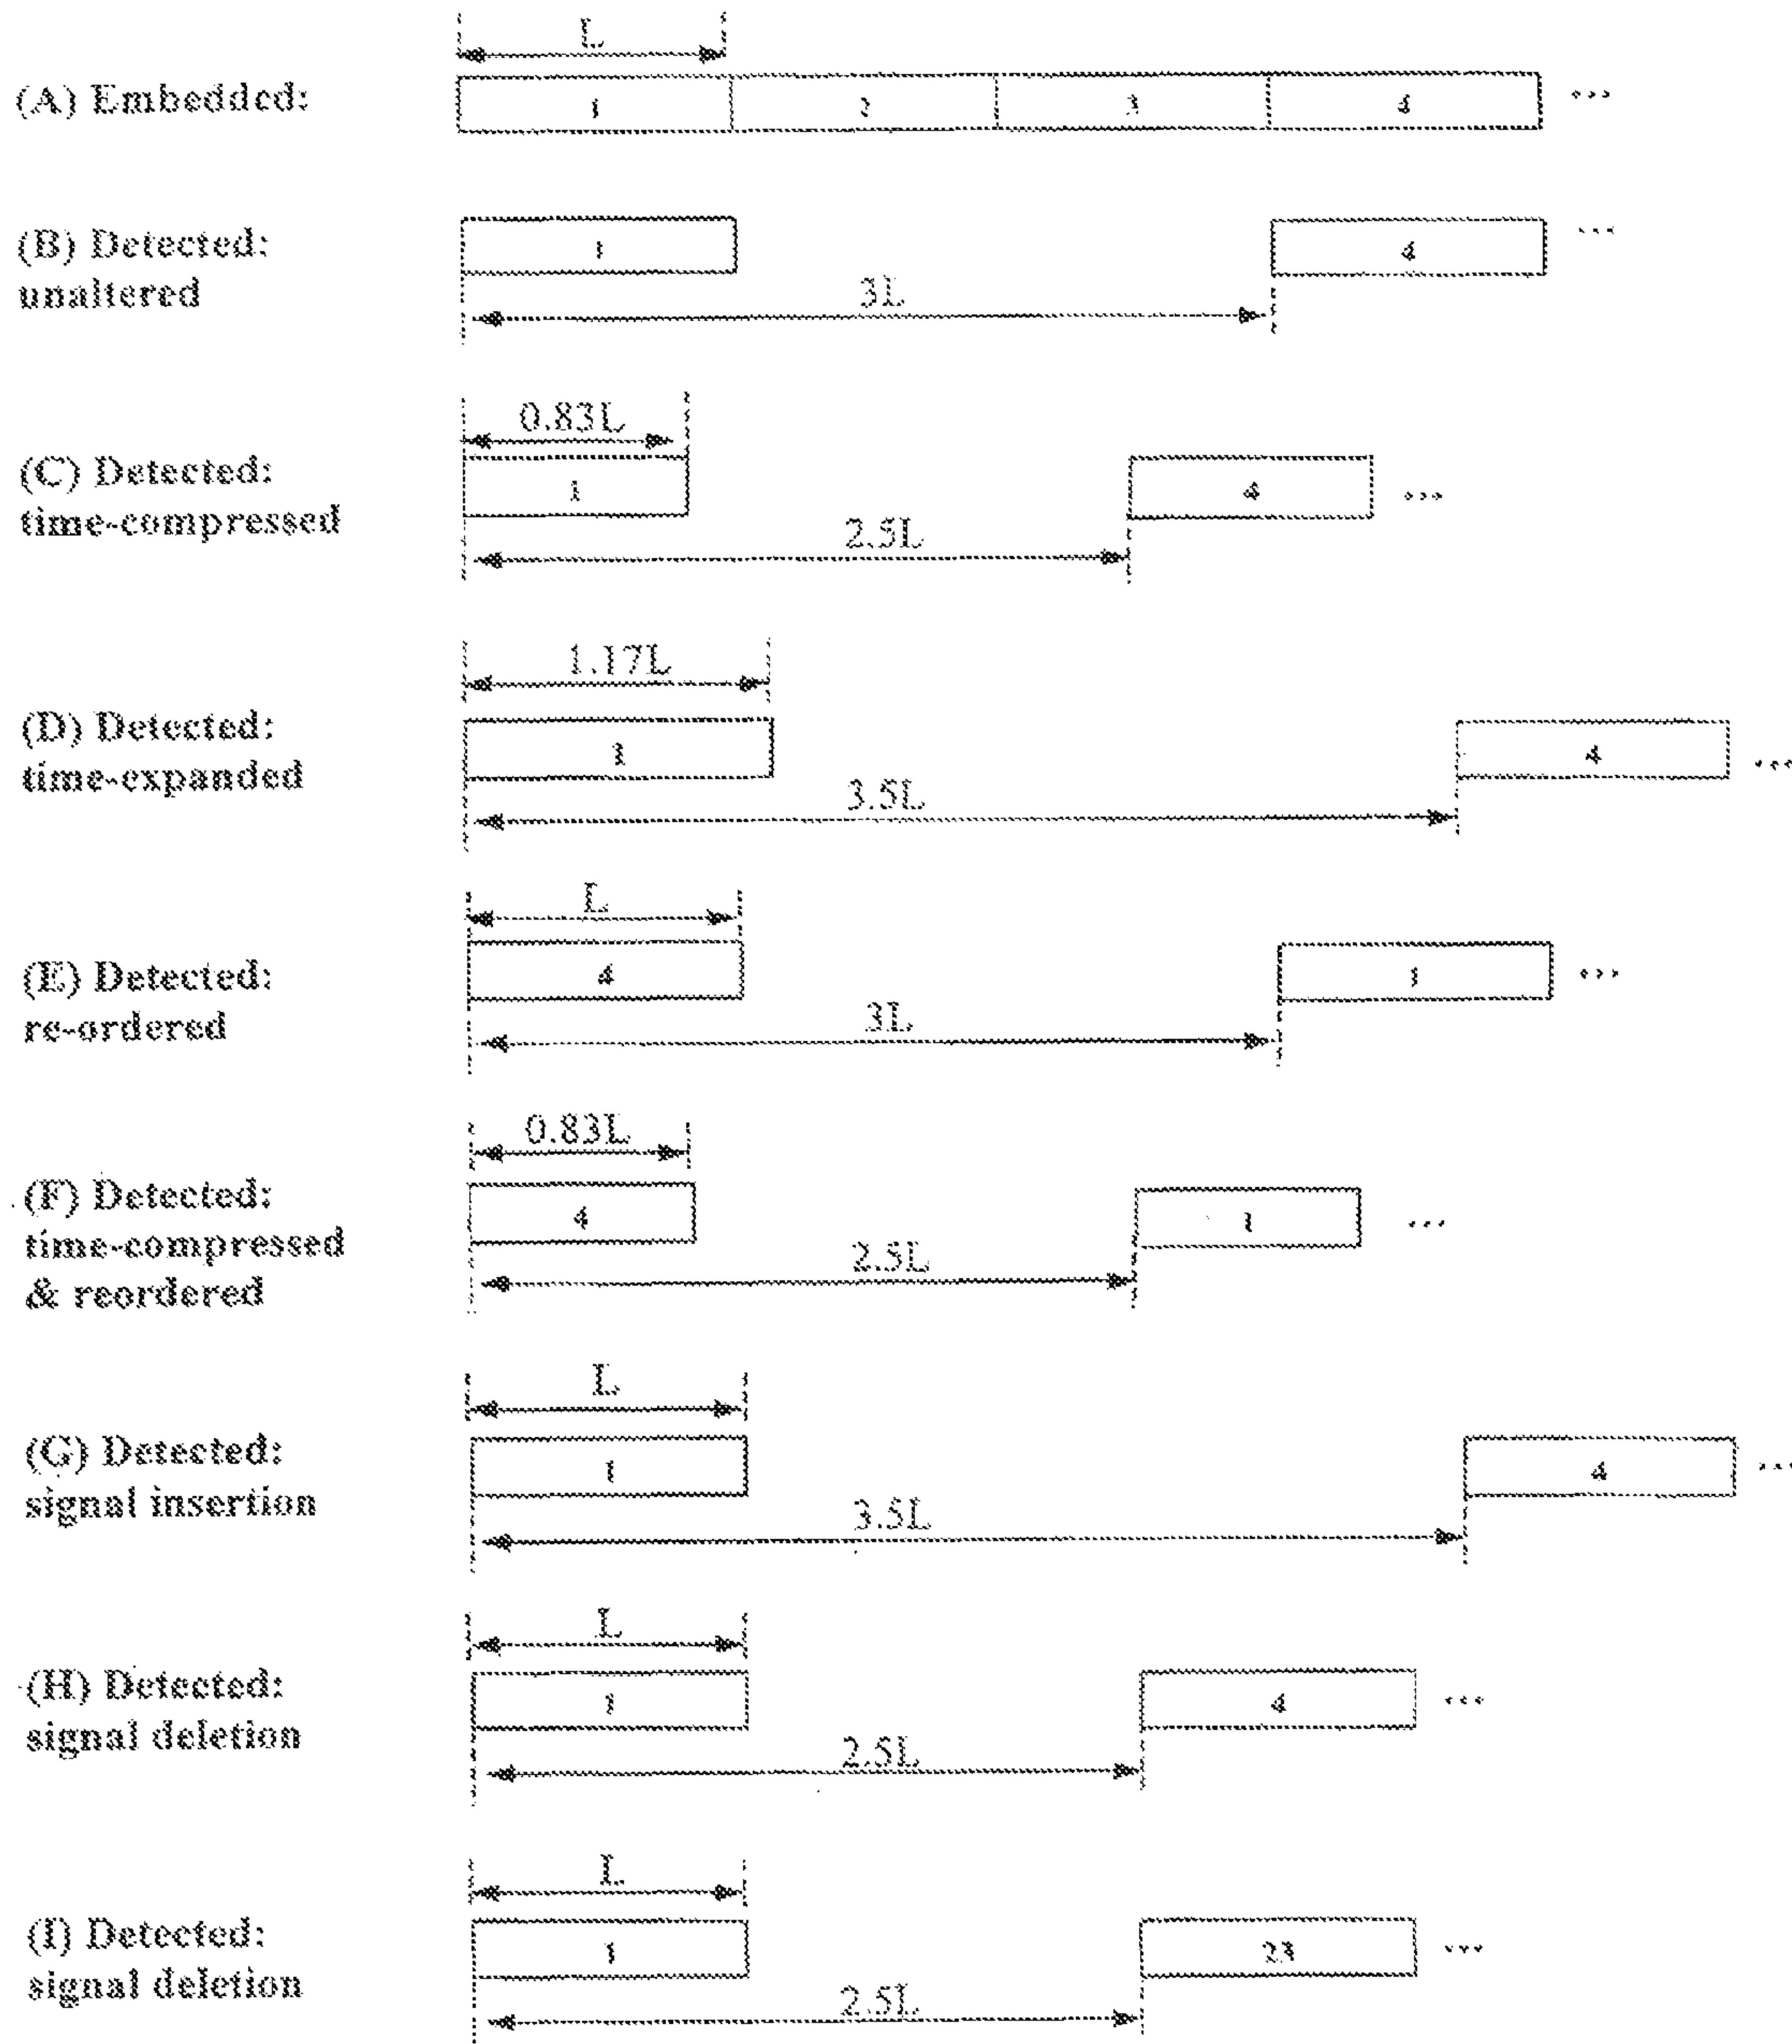 L
(A) Embedded: 1 2 3 4 ...
(B) Detected: 1 4 ...
unaltered 3L
0.83L
(C) Detected: 1 4 ...
time-compressed 2.5L
1.17L
(D) Detected: 1 4 ...
time-expanded 3.5L
L
(E) Detected: 4 1 ...
re-ordered 3L
0.83L
(F) Detected: 4 1 ...
time-compressed 2.5L
& reordered
L
(G) Detected: 1 4 ...
signal insertion 3.5L
L
(H) Detected: 1 4 ...
signal deletion 2.5L
L
(I) Detected: 1 23 ...
signal deletion 2.5L